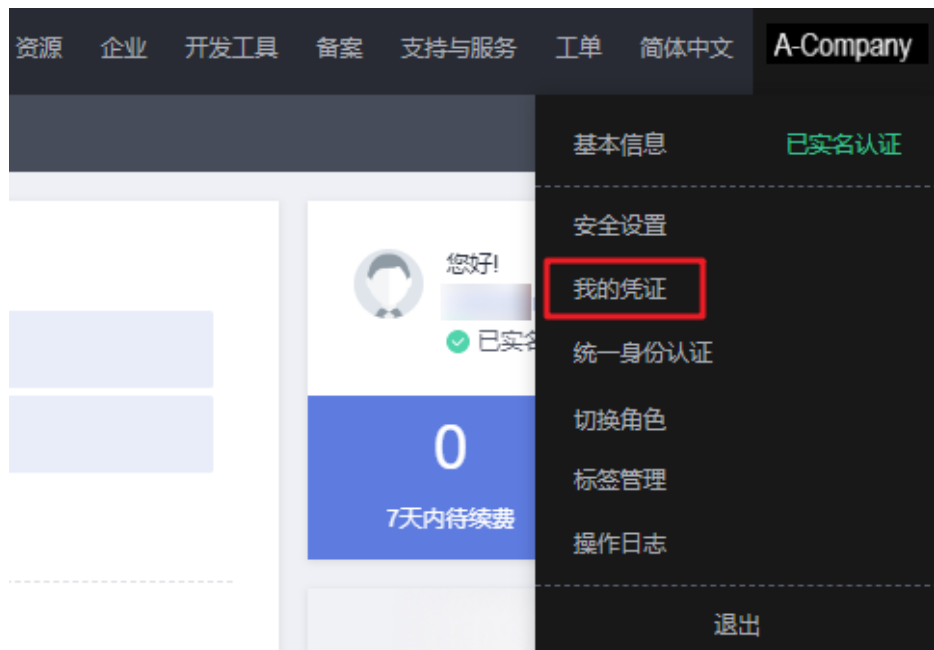 资源 企业 开发工具 备案 支持与服务 工单 简体中文 A-Company
基本信息 已实名认证
安全设置
我的凭证
统一身份认证
切换角色
标签管理
操作日志
退出
您好!
已实名
0
7天内待续费